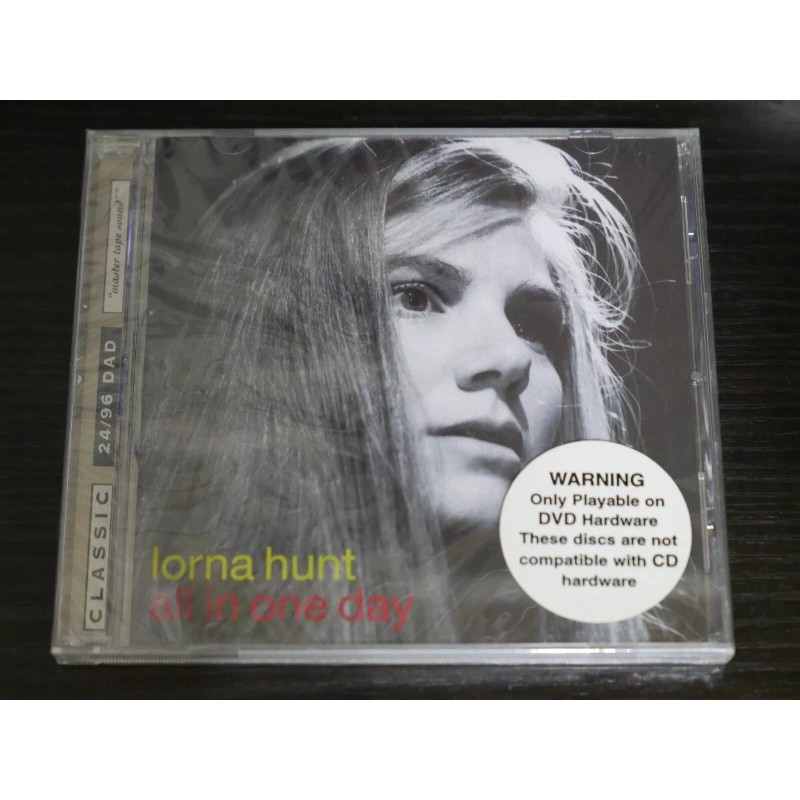 "master tape sound"™
24/96 DAD
CLASSIC
lorna hunt
all in one day
WARNING
Only Playable on
DVD Hardware
These discs are not
compatible with CD
hardware